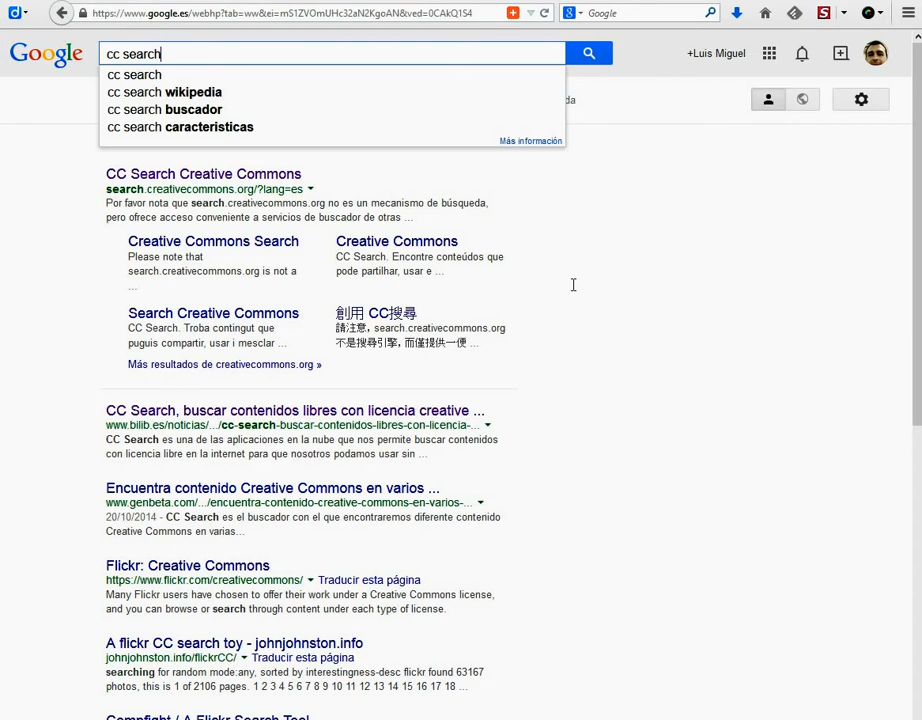 https://www.google.es/webhp?tab=ww&ei=mS1ZVOmUHc32aN2KgoAN&ved=0CAkQ1S4
Google
Google
cc search
+Luis Miguel
cc search
cc search wikipedia
cc search buscador
cc search caracteristicas
Más información
da
CC Search Creative Commons
search.creativecommons.org/?lang=es
Por favor nota que search.creativecommons.org no es un mecanismo de búsqueda,
pero ofrece acceso conveniente a servicios de buscador de otras ...
Creative Commons Search
Please note that
search.creativecommons.org is not a
...
Creative Commons
CC Search. Encontre conteúdos que
pode partilhar, usar e ...
Search Creative Commons
CC Search. Troba contingut que
puguis compartir, usar i mesclar ...
創用 CC搜尋
請注意, search.creativecommons.org
不是搜尋引擎, 而僅提供一便 ...
Más resultados de creativecommons.org »
CC Search, buscar contenidos libres con licencia creative ...
www.bilib.es/noticias/.../cc-search-buscar-contenidos-libres-con-licencia-...
CC Search es una de las aplicaciones en la nube que nos permite buscar contenidos
con licencia libre en la internet para que nosotros podamos usar sin ...
Encuentra contenido Creative Commons en varios ...
www.genbeta.com/.../encuentra-contenido-creative-commons-en-varios-...
20/10/2014 - CC Search es el buscador con el que encontraremos diferente contenido
Creative Commons en varias...
Flickr: Creative Commons
https://www.flickr.com/creativecommons/ Traducir esta página
Many Flickr users have chosen to offer their work under a Creative Commons license,
and you can browse or search through content under each type of license.
A flickr CC search toy - johnjohnston.info
johnjohnston.info/flickrCC/ Traducir esta página
searching for random mode:any, sorted by interestingness-desc flickr found 63167
photos, this is 1 of 2106 pages. 1 2 3 4 5 6 7 8 9 10 11 12 13 14 15 16 17 18 ...
Compfight / A Flickr Search Tool